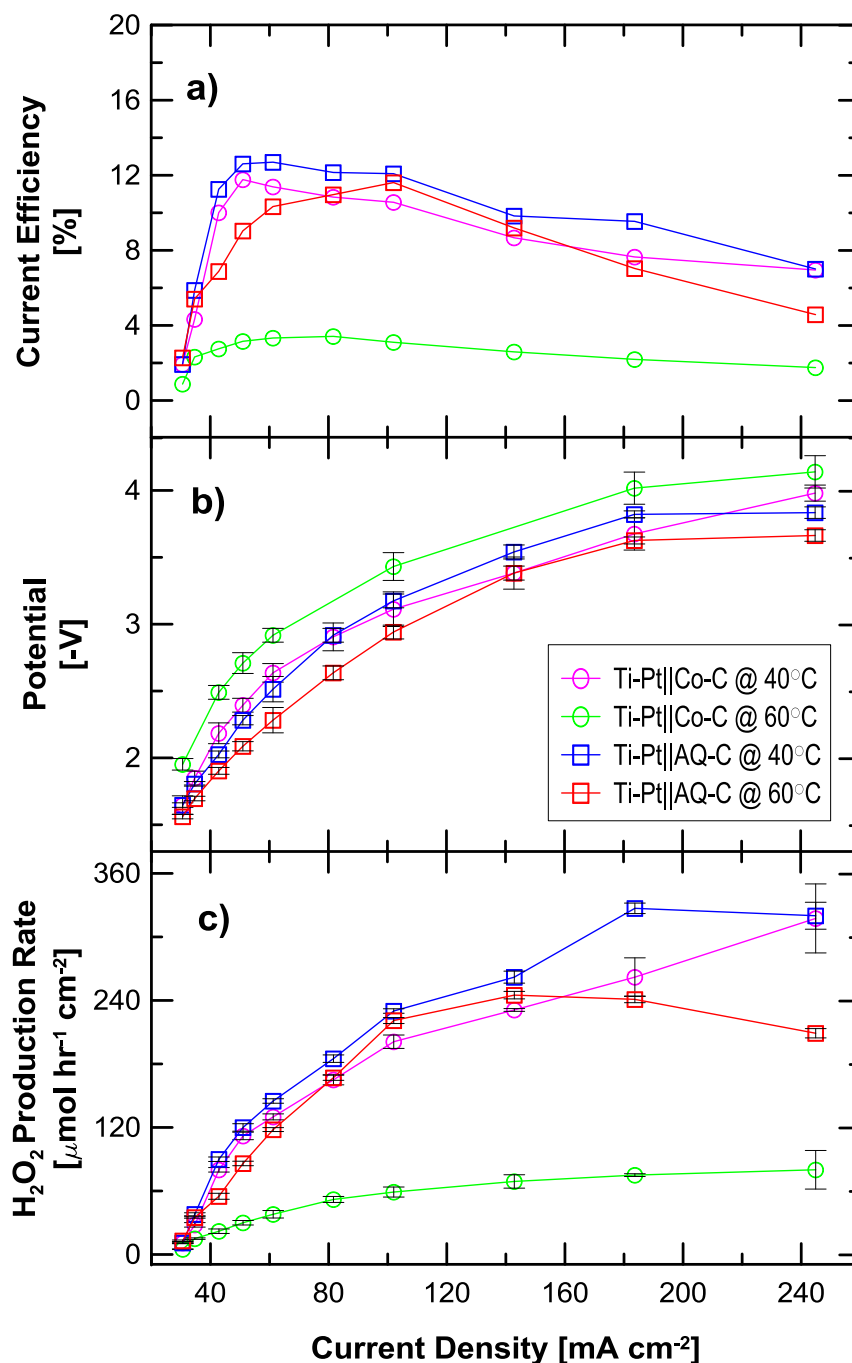 a)
20
16
12
8
4
0
Current Efficiency
[%]
b)
4
3
2
Potential
[-V]
Ti-Pt||Co-C @ 40°C
Ti-Pt||Co-C @ 60°C
Ti-Pt||AQ-C @ 40°C
Ti-Pt||AQ-C @ 60°C
c)
360
240
120
0
H₂O₂ Production Rate
[μmol hr⁻¹ cm⁻²]
40 80 120 160 200 240
Current Density [mA cm⁻²]